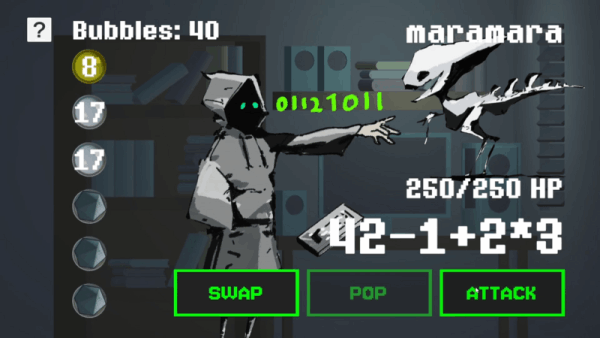 ? Bubbles: 40
maramara
8
17
17
01121011
250/250 HP
42-1+2*3
SWAP
POP
ATTACK